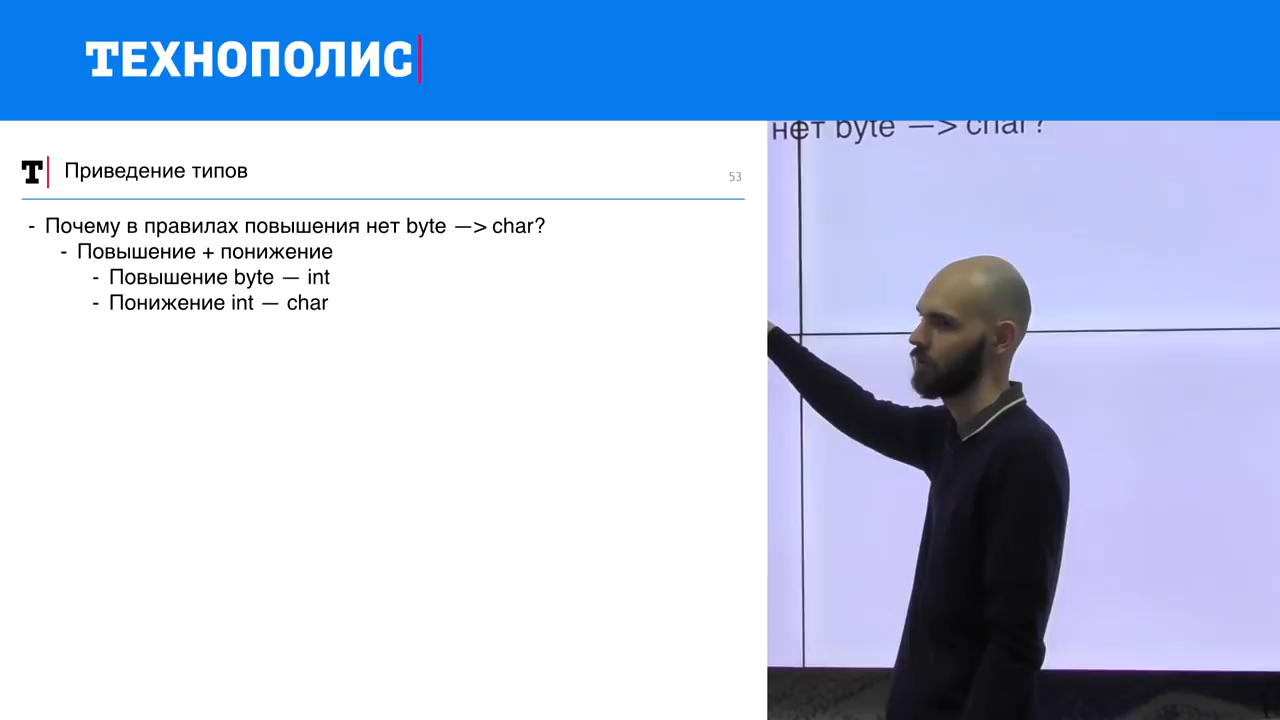 ТЕХНОПОЛИС
Т Приведение типов
53
- Почему в правилах повышения нет byte —> char?
- Повышение + понижение
- Повышение byte — int
- Понижение int — char
нет byte —> char?